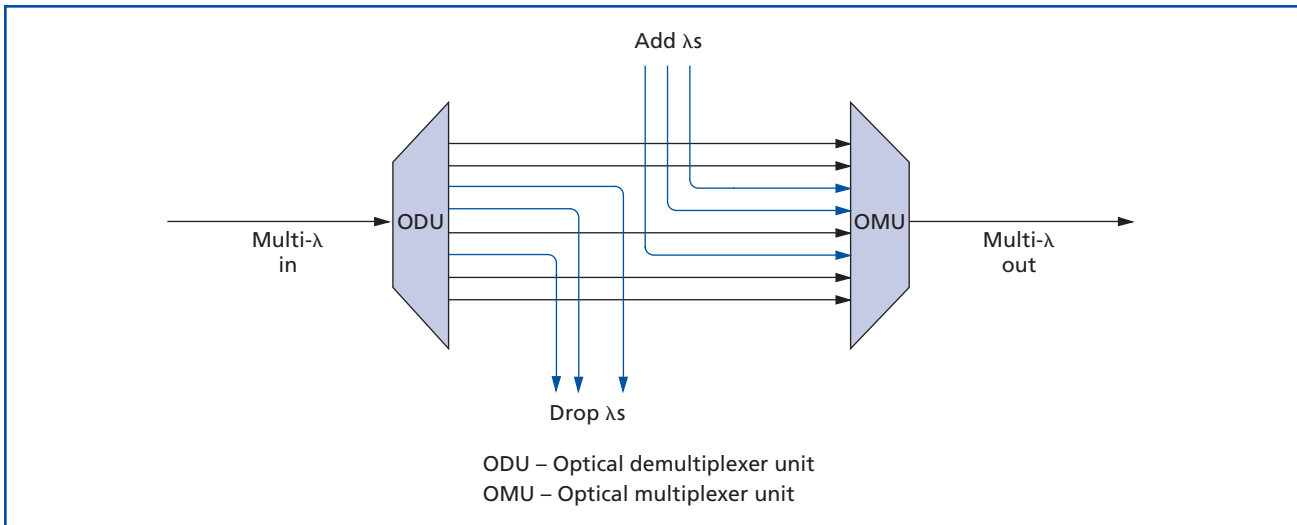 Add λs
ODU
OMU
Multi-λ
in
Multi-λ
out
Drop λs
ODU – Optical demultiplexer unit
OMU – Optical multiplexer unit